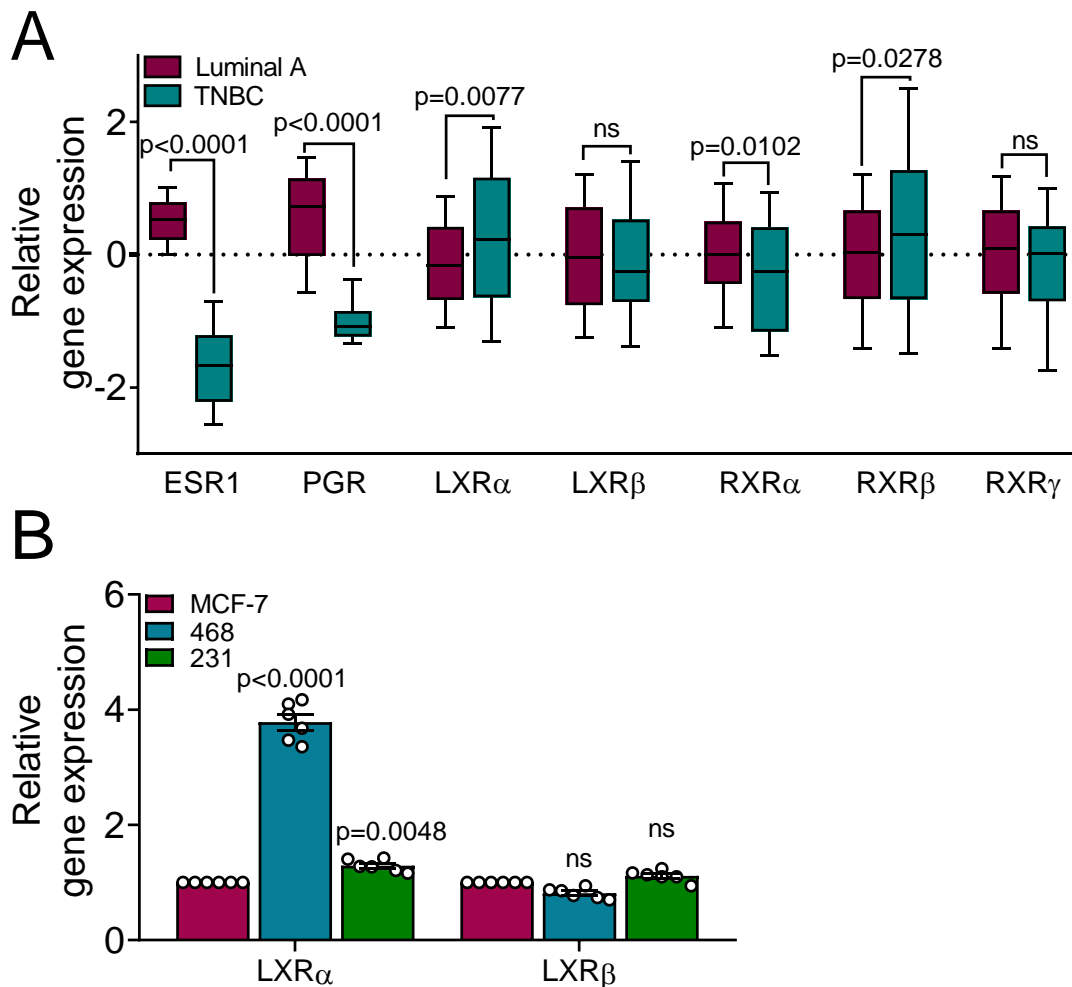 A
Luminal A
TNBC
p<0.0001
p<0.0001
p=0.0077
ns
p=0.0102
p=0.0278
ns
Relative
gene expression
2
0
-2
ESR1 PGR LXRα LXRβ RXRα RXRβ RXRγ
B
MCF-7
468
231
p<0.0001
p=0.0048
ns
ns
Relative
gene expression
6
4
2
0
LXRα LXRβ